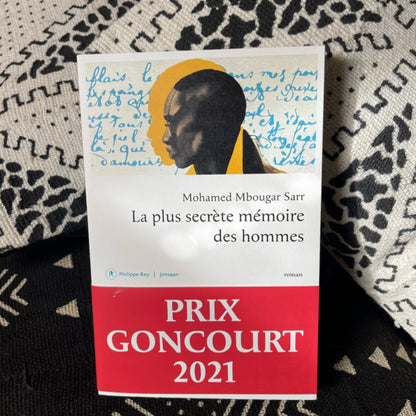 Mohamed Mbougar Sarr
La plus secrète mémoire
des hommes
Philippe Rey | Jimsaan
roman
PRIX
GONCOURT
2021